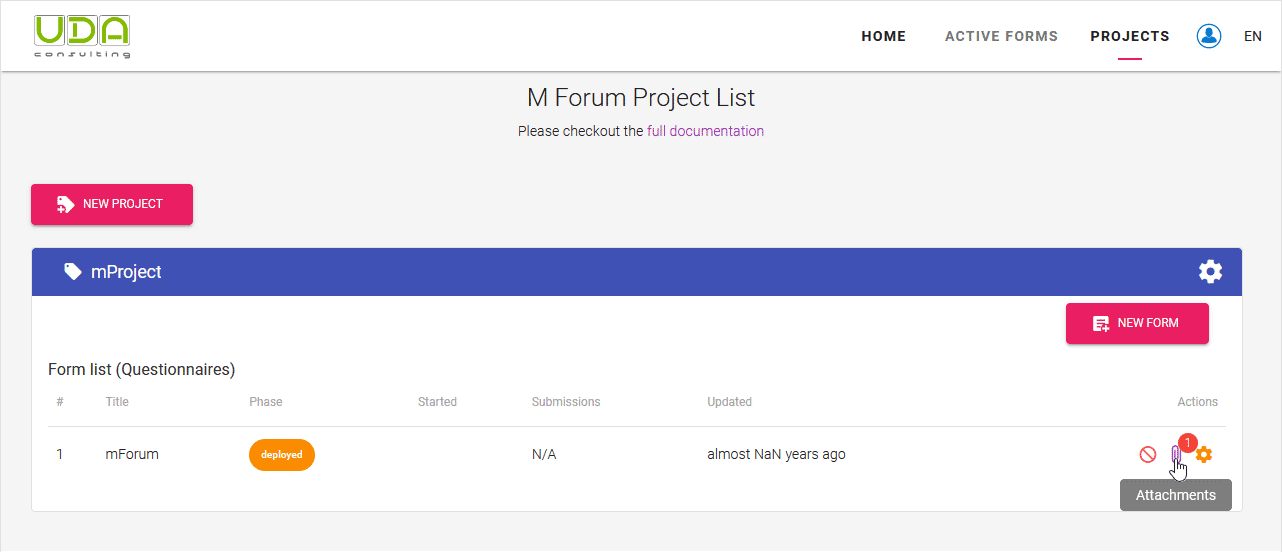 UDA
consulting
HOME
ACTIVE FORMS
PROJECTS
EN
M Forum Project List
Please checkout the full documentation
NEW PROJECT
mProject
NEW FORM
Form list (Questionnaires)
# Title Phase Started Submissions Updated Actions
1 mForum deployed N/A almost NaN years ago 1
Attachments